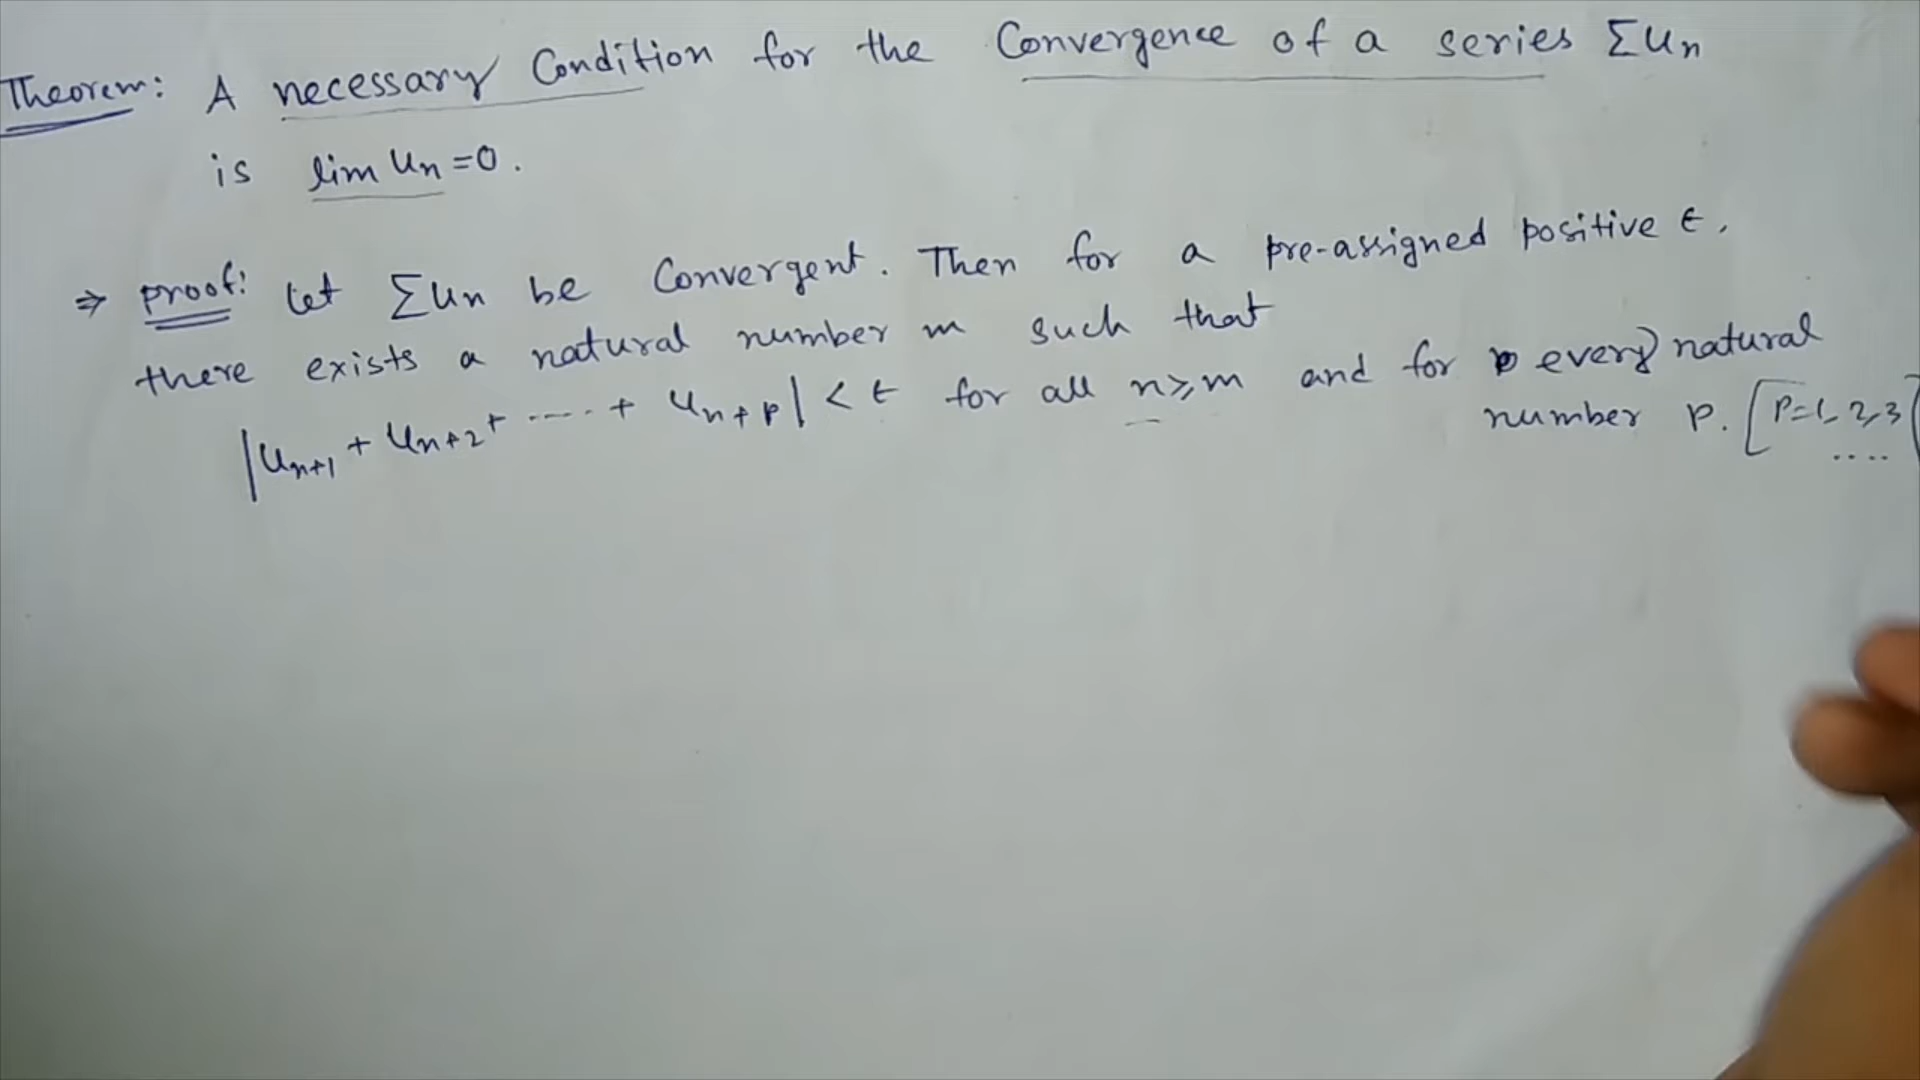 Theorem: A necessary Condition for the Convergence of a series Σun
is lim un = 0.
⇒ proof: Let Σun be Convergent. Then for a pre-assigned positive ϵ,
there exists a natural number m such that
|un+1 + un+2 + ..... + un+p| < ϵ for all n ≥ m and for every natural
number p. [P=1, 2, 3
....]